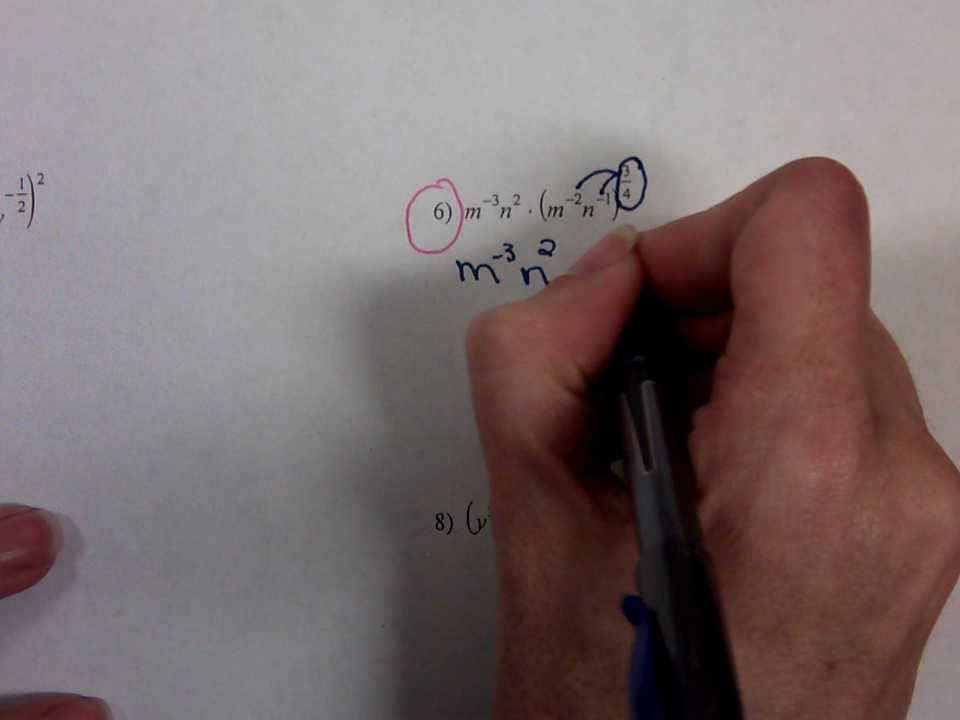 -1/2)^2
6) m^-3 n^2 · (m^-2 n^-1)^3/4
m^-3 n^2
8) (y